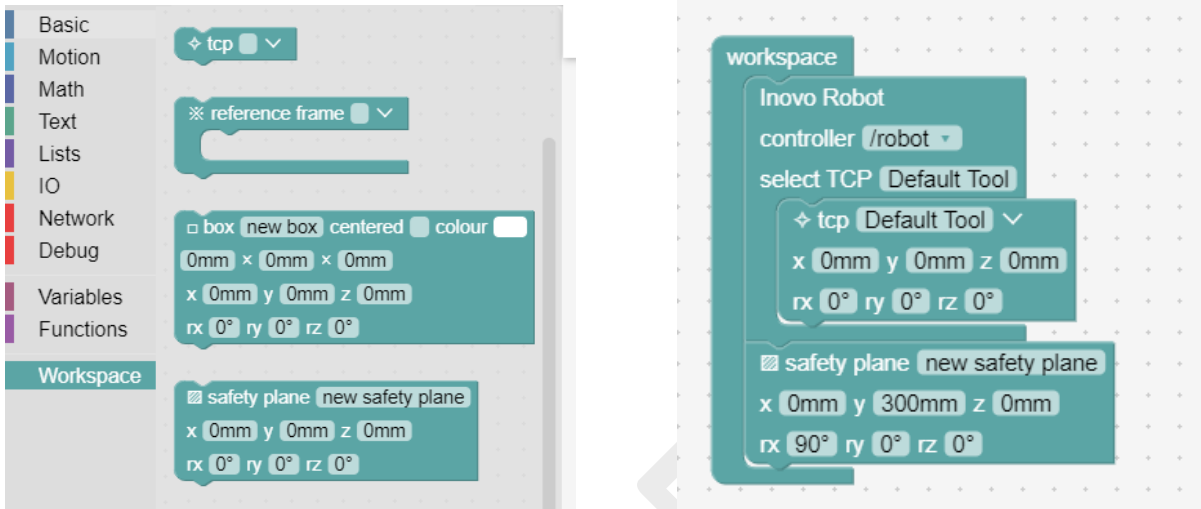 Basic
Motion
Math
Text
Lists
IO
Network
Debug
Variables
Functions
Workspace
tcp
reference frame
box new box centered colour
0mm × 0mm × 0mm
x 0mm y 0mm z 0mm
rx 0° ry 0° rz 0°
safety plane new safety plane
x 0mm y 0mm z 0mm
rx 0° ry 0° rz 0°
workspace
Inovo Robot
controller /robot
select TCP Default Tool
tcp Default Tool
x 0mm y 0mm z 0mm
rx 0° ry 0° rz 0°
safety plane new safety plane
x 0mm y 300mm z 0mm
rx 90° ry 0° rz 0°